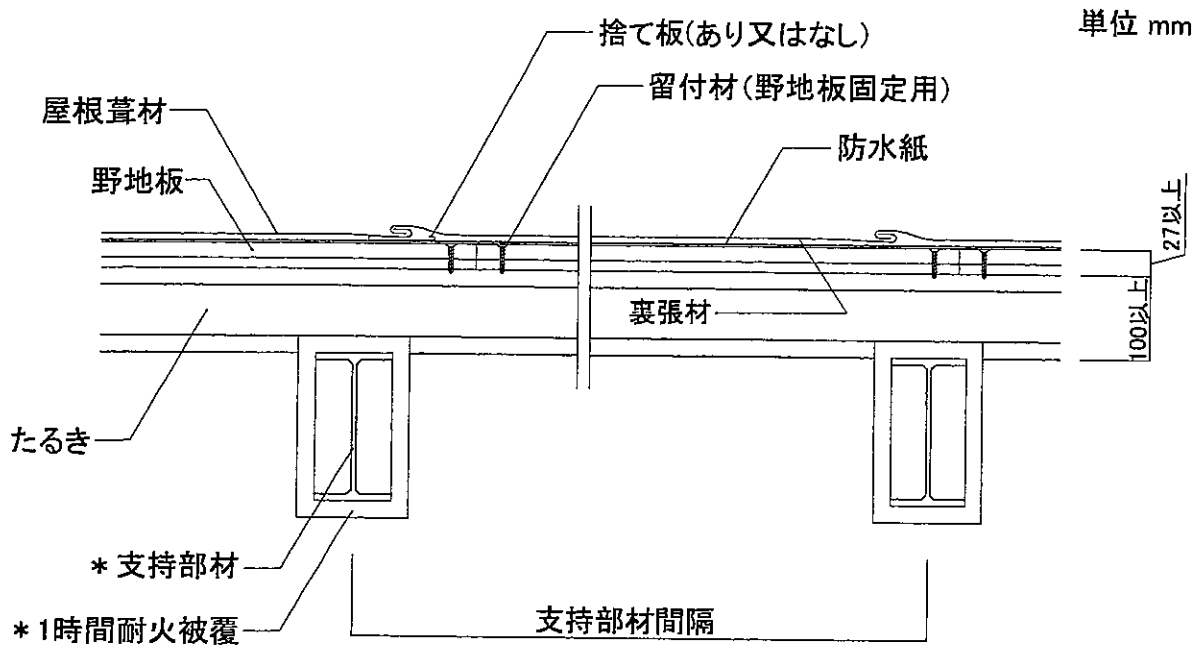 単位 mm
捨て板(あり又はなし)
留付材(野地板固定用)
屋根葺材
防水紙
野地板
27以上
裏張材
100以上
たるき
*支持部材
*1時間耐火被覆
支持部材間隔